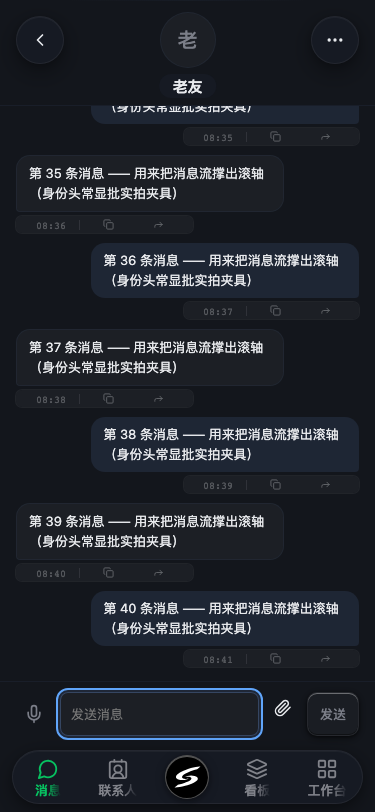 老
老友
（身份头常显批实拍夹具）
08:35
第 35 条消息 —— 用来把消息流撑出滚轴
（身份头常显批实拍夹具）
08:36
第 36 条消息 —— 用来把消息流撑出滚轴
（身份头常显批实拍夹具）
08:37
第 37 条消息 —— 用来把消息流撑出滚轴
（身份头常显批实拍夹具）
08:38
第 38 条消息 —— 用来把消息流撑出滚轴
（身份头常显批实拍夹具）
08:39
第 39 条消息 —— 用来把消息流撑出滚轴
（身份头常显批实拍夹具）
08:40
第 40 条消息 —— 用来把消息流撑出滚轴
（身份头常显批实拍夹具）
08:41
发送消息
发送
消息 联系人 看板 工作台